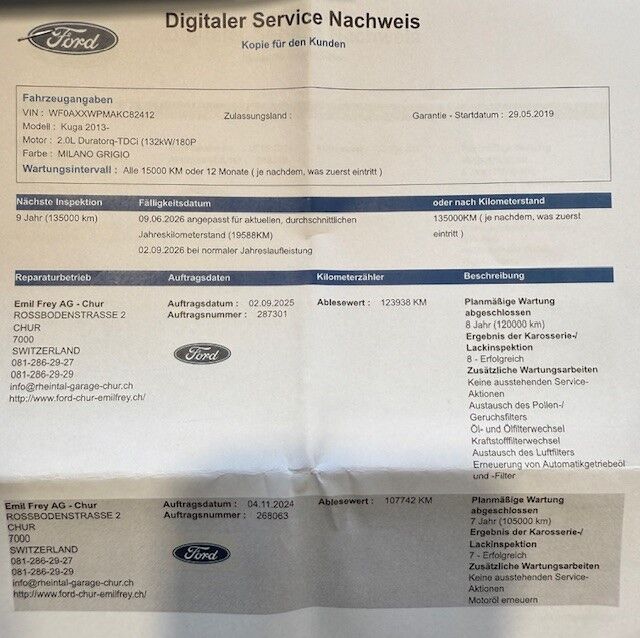 Ford
Digitaler Service Nachweis
Kopie für den Kunden
Fahrzeugangaben
VIN : WF0AXXWPMAKC82412 Zulassungsland : Garantie - Startdatum : 29.05.2019
Modell : Kuga 2013-
Motor : 2.0L Duratorq-TDCi (132kW/180P
Farbe : MILANO GRIGIO
Wartungsintervall : Alle 15000 KM oder 12 Monate ( je nachdem, was zuerst eintritt )
Nächste Inspektion Fälligkeitsdatum oder nach Kilometerstand
9 Jahr (135000 km) 09.06.2026 angepasst für aktuellen, durchschnittlichen 135000KM ( je nachdem, was zuerst
Jahreskilometerstand (19588KM) eintritt )
02.09.2026 bei normaler Jahreslaufleistung
Reparaturbetrieb Auftragsdaten Kilometerzähler Beschreibung
Emil Frey AG - Chur Auftragsdatum : 02.09.2025 Ablesewert : 123938 KM Planmäßige Wartung
ROSSBODENSTRASSE 2 Auftragsnummer : 287301 abgeschlossen
CHUR 8 Jahr (120000 km)
7000 Ergebnis der Karosserie-/
SWITZERLAND Ford Lackinspektion
081-286-29-27 8 - Erfolgreich
081-286-29-29 Zusätzliche Wartungsarbeiten
info@rheintal-garage-chur.ch Keine ausstehenden Service-
http://www.ford-chur-emilfrey.ch/ Aktionen
Austausch des Pollen-/
Geruchsfilters
Öl- und Ölfilterwechsel
Kraftstofffilterwechsel
Austausch des Luftfilters
Erneuerung von Automatikgetriebeöl
und -Filter
Emil Frey AG - Chur Auftragsdatum : 04.11.2024 Ablesewert : 107742 KM Planmäßige Wartung
ROSSBODENSTRASSE 2 Auftragsnummer : 268063 abgeschlossen
CHUR 7 Jahr (105000 km)
7000 Ergebnis der Karosserie-/
SWITZERLAND Ford Lackinspektion
081-286-29-27 7 - Erfolgreich
081-286-29-29 Zusätzliche Wartungsarbeiten
info@rheintal-garage-chur.ch Keine ausstehenden Service-
http://www.ford-chur-emilfrey.ch/ Aktionen
Motoröl erneuern